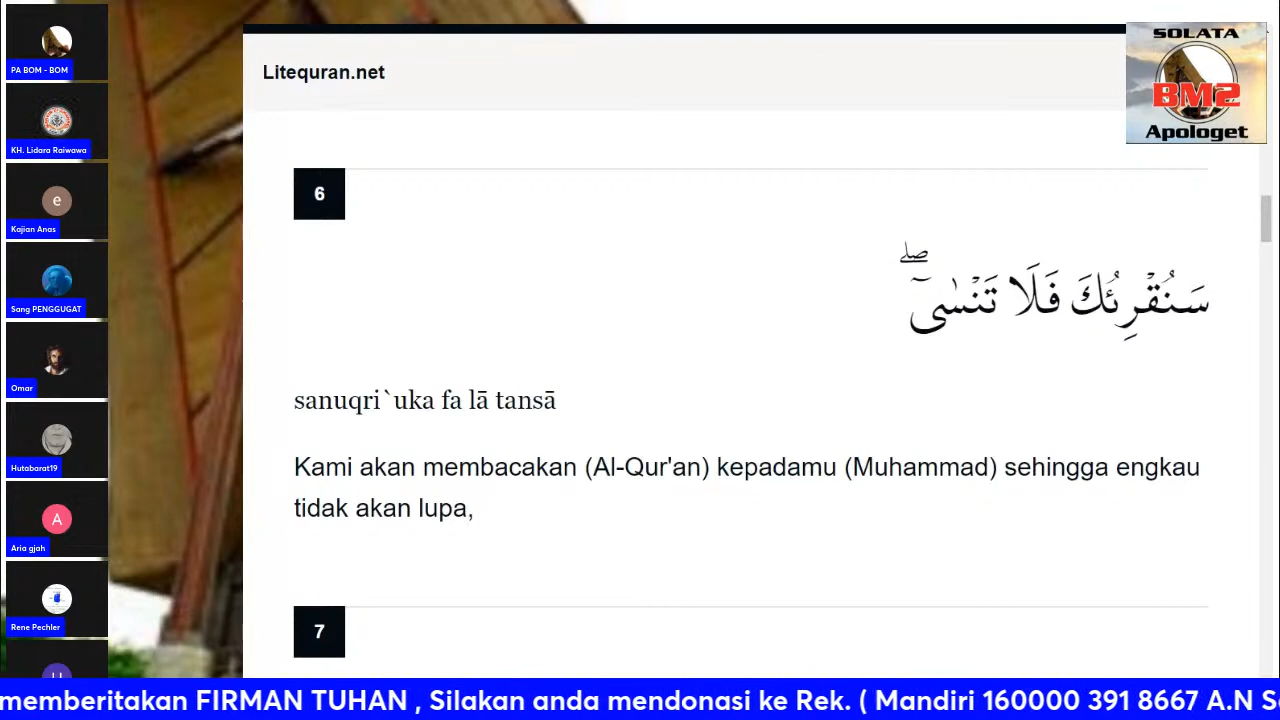 PA BOM - BOM
KH. Lidara Raiwawa
e
Kajian Anas
Sang PENGGUGAT
Omar
Hutabarat19
A
Aria gjah
Rene Pechler
Litequran.net
SOLATA
BM2
Apologet
6
سَنُقْرِئُكَ فَلَا تَنْسٰىٓ ۖ
sanuqri`uka fa lā tansā
Kami akan membacakan (Al-Qur'an) kepadamu (Muhammad) sehingga engkau
tidak akan lupa,
7
memberitakan FIRMAN TUHAN , Silakan anda mendonasi ke Rek. ( Mandiri 160000 391 8667 A.N